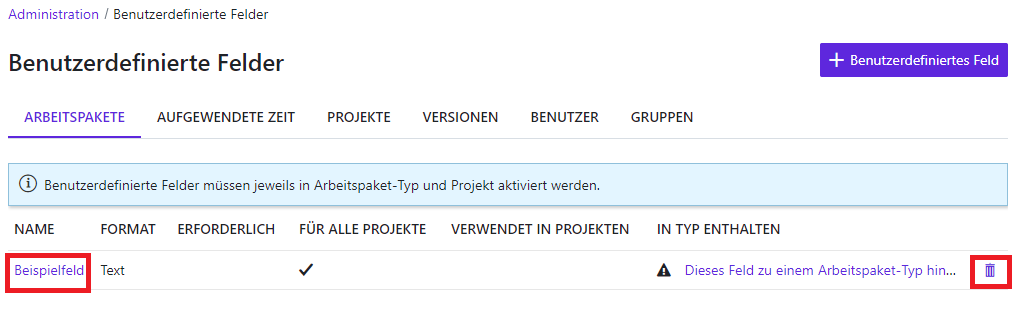 Administration / Benutzerdefinierte Felder
Benutzerdefinierte Felder
Benutzerdefiniertes Feld
ARBEITSPAKETE AUFGEWENDETE ZEIT PROJEKTE VERSIONEN BENUTZER GRUPPEN
Benutzerdefinierte Felder müssen jeweils in Arbeitspaket-Typ und Projekt aktiviert werden.
NAME FORMAT ERFORDERLICH FÜR ALLE PROJEKTE VERWENDET IN PROJEKTEN IN TYP ENTHALTEN
Beispielfeld Text Dieses Feld zu einem Arbeitspaket-Typ hin...